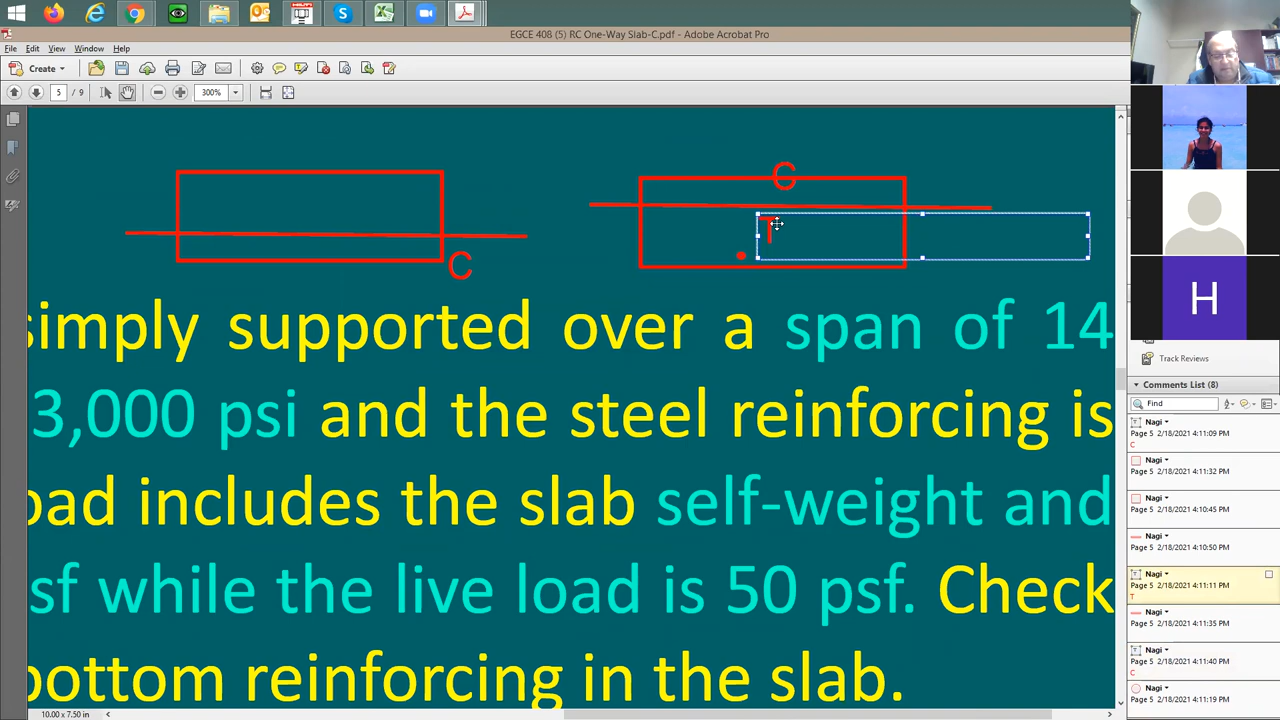 EGCE 408 (5) RC One-Way Slab-C.pdf - Adobe Acrobat Pro
File Edit View Window Help
Create
5 / 9 300%
C
T
C
simply supported over a span of 14
3,000 psi and the steel reinforcing is
oad includes the slab self-weight and
sf while the live load is 50 psf. Check
bottom reinforcing in the slab.
10.00 x 7.50 in
H
Track Reviews
Comments List (8)
Find
Nagi
Page 5 2/18/2021 4:11:09 PM
C
Nagi
Page 5 2/18/2021 4:11:32 PM
Nagi
Page 5 2/18/2021 4:10:45 PM
Nagi
Page 5 2/18/2021 4:10:50 PM
Nagi
Page 5 2/18/2021 4:11:11 PM
T
Nagi
Page 5 2/18/2021 4:11:35 PM
Nagi
Page 5 2/18/2021 4:11:40 PM
C
Nagi
Page 5 2/18/2021 4:11:19 PM